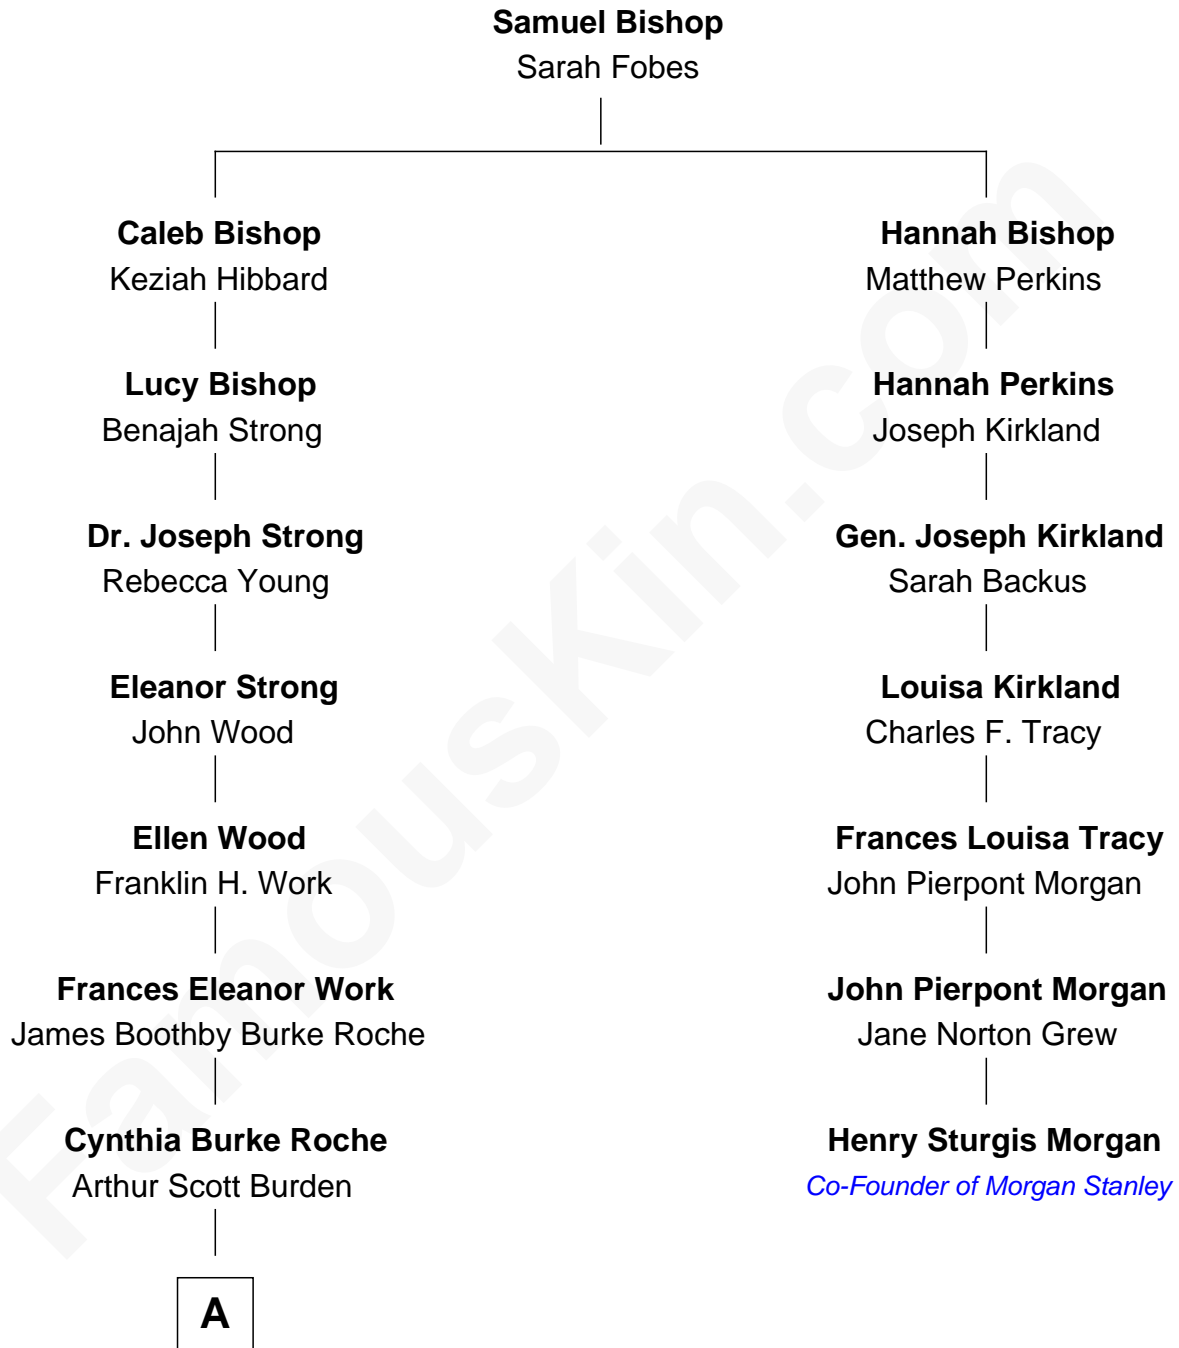 Samuel Bishop
Sarah Fobes
Caleb Bishop
Keziah Hibbard
Hannah Bishop
Matthew Perkins
Lucy Bishop
Benajah Strong
Hannah Perkins
Joseph Kirkland
Dr. Joseph Strong
Rebecca Young
Gen. Joseph Kirkland
Sarah Backus
Eleanor Strong
John Wood
Louisa Kirkland
Charles F. Tracy
Ellen Wood
Franklin H. Work
Frances Louisa Tracy
John Pierpont Morgan
Frances Eleanor Work
James Boothby Burke Roche
John Pierpont Morgan
Jane Norton Grew
Cynthia Burke Roche
Arthur Scott Burden
Henry Sturgis Morgan
Co-Founder of Morgan Stanley
A
FamousKin.com